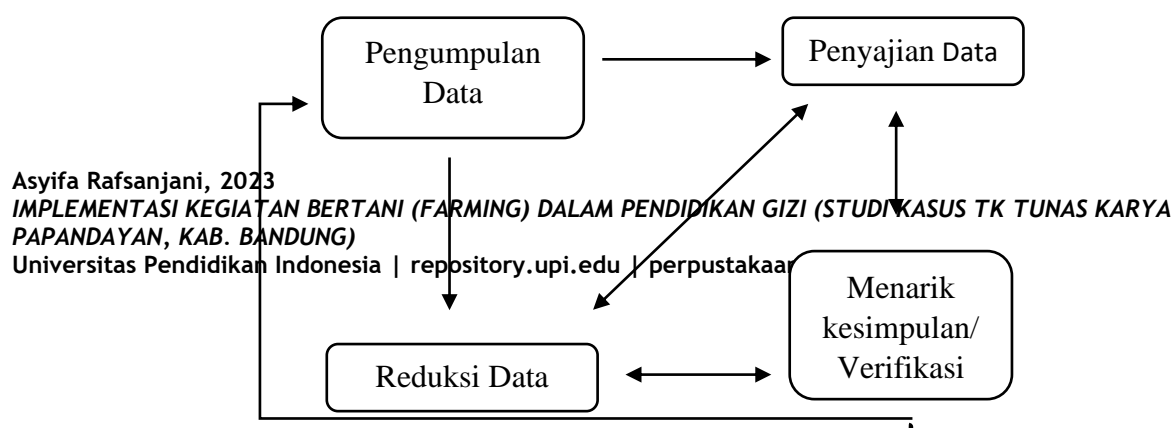 Pengumpulan
Data
Penyajian Data
Asyifa Rafsanjani, 2023
IMPLEMENTASI KEGIATAN BERTANI (FARMING) DALAM PENDIDIKAN GIZI (STUDI KASUS TK TUNAS KARYA
PAPANDAYAN, KAB. BANDUNG)
Universitas Pendidikan Indonesia | repository.upi.edu | perpustakaan
Menarik
kesimpulan/
Verifikasi
Reduksi Data